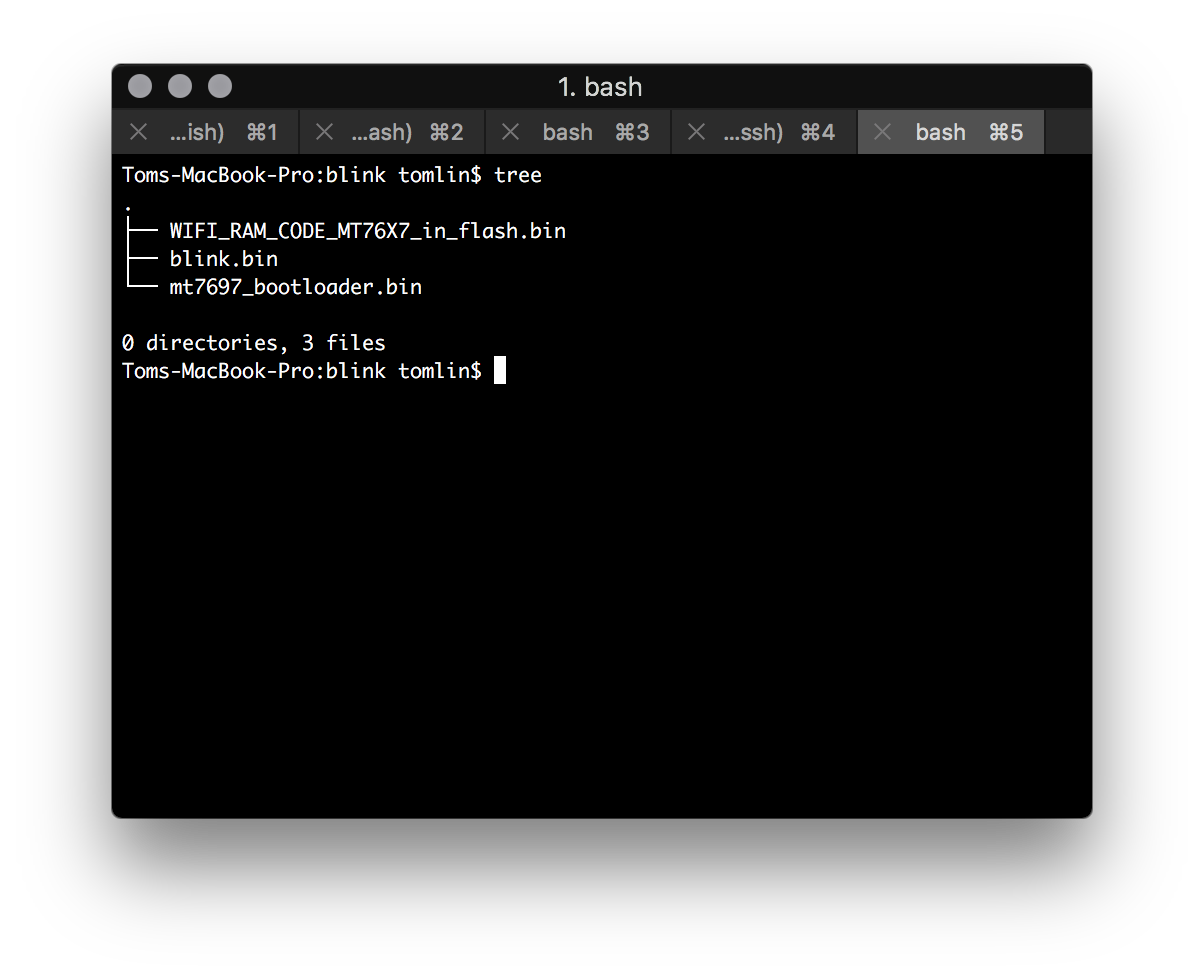 1. bash
...ish) ⌘1 ...ash) ⌘2 bash ⌘3 ...ssh) ⌘4 bash ⌘5
Toms-MacBook-Pro:blink tomlin$ tree
.
├── WIFI_RAM_CODE_MT76X7_in_flash.bin
├── blink.bin
└── mt7697_bootloader.bin
0 directories, 3 files
Toms-MacBook-Pro:blink tomlin$